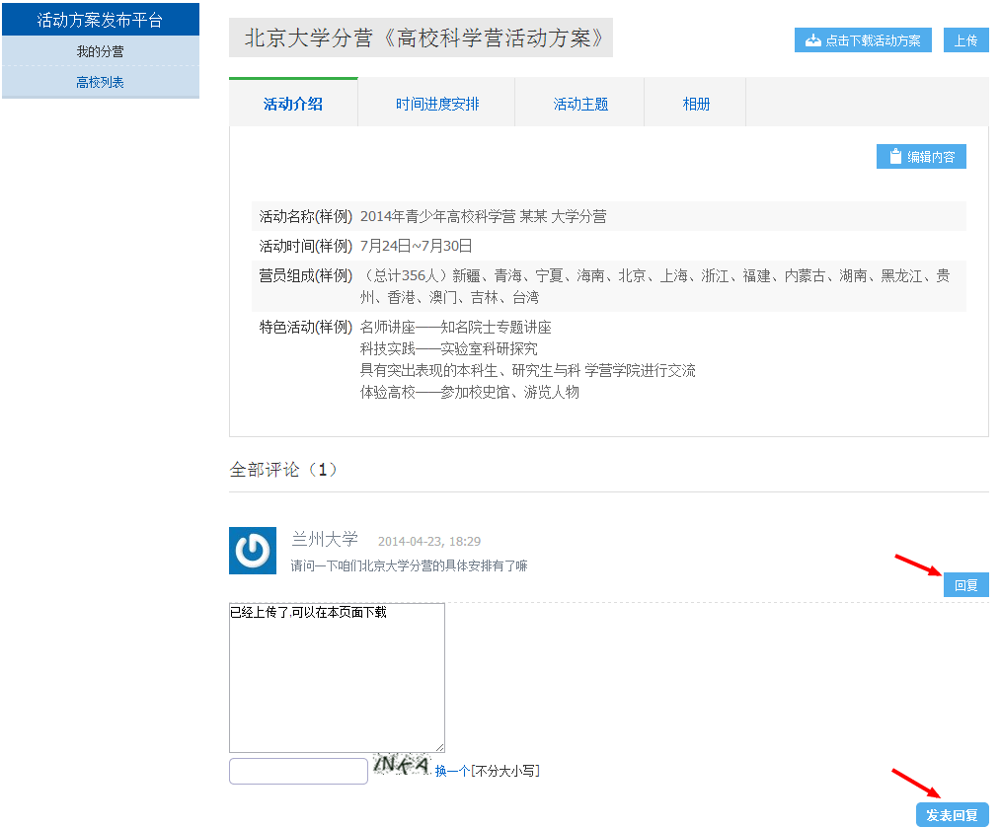 活动方案发布平台
我的分营
高校列表
北京大学分营《高校科学营活动方案》
点击下载活动方案
上传
活动介绍
时间进度安排
活动主题
相册
编辑内容
活动名称(样例) 2014年青少年高校科学营 某某 大学分营
活动时间(样例) 7月24日~7月30日
营员组成(样例) （总计356人）新疆、青海、宁夏、海南、北京、上海、浙江、福建、内蒙古、湖南、黑龙江、贵
州、香港、澳门、吉林、台湾
特色活动(样例) 名师讲座——知名院士专题讲座
科技实践——实验室科研探究
具有突出表现的本科生、研究生与科 学营学院进行交流
体验高校——参加校史馆、游览人物
全部评论（1）
兰州大学 2014-04-23, 18:29
请问一下咱们北京大学分营的具体安排有了嘛
回复
已经上传了,可以在本页面下载
换一个[不分大小写]
发表回复